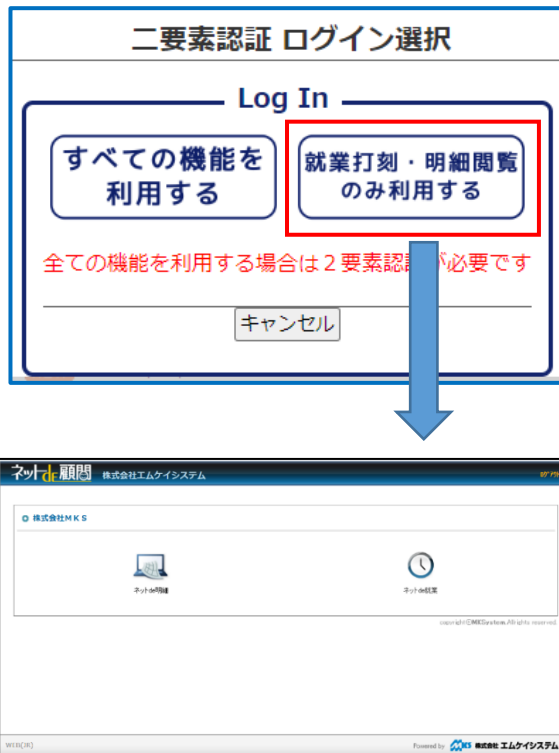 二要素認証 ログイン選択
Log In
すべての機能を
利用する
就業打刻・明細閲覧
のみ利用する
全ての機能を利用する場合は２要素認 が必要です
キャンセル
ネットde顧問 株式会社エムケイシステム
ログアウト
株式会社ＭＫＳ
ネットde明細
ネットde就業
copyright©MKSystem.All rights reserved.
Powered by MKS 株式会社 エムケイシステム